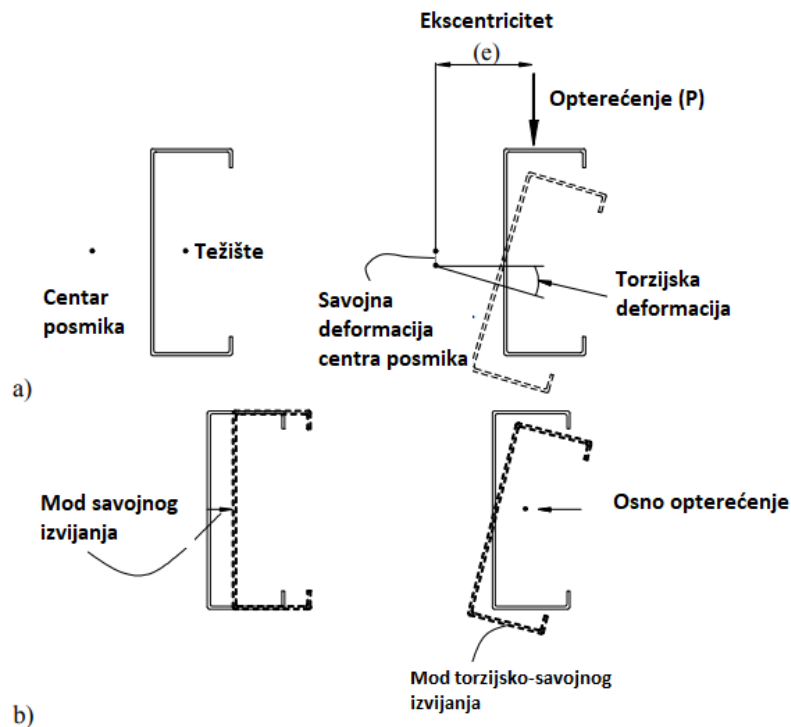 Ekscentricitet
(e)
Opterećenje (P)
Težište
Centar
posmika
Savojna
deformacija
centra posmika
Torzijska
deformacija
a)
Mod savojnog
izvijanja
Osno opterećenje
Mod torzijsko-savojnog
izvijanja
b)